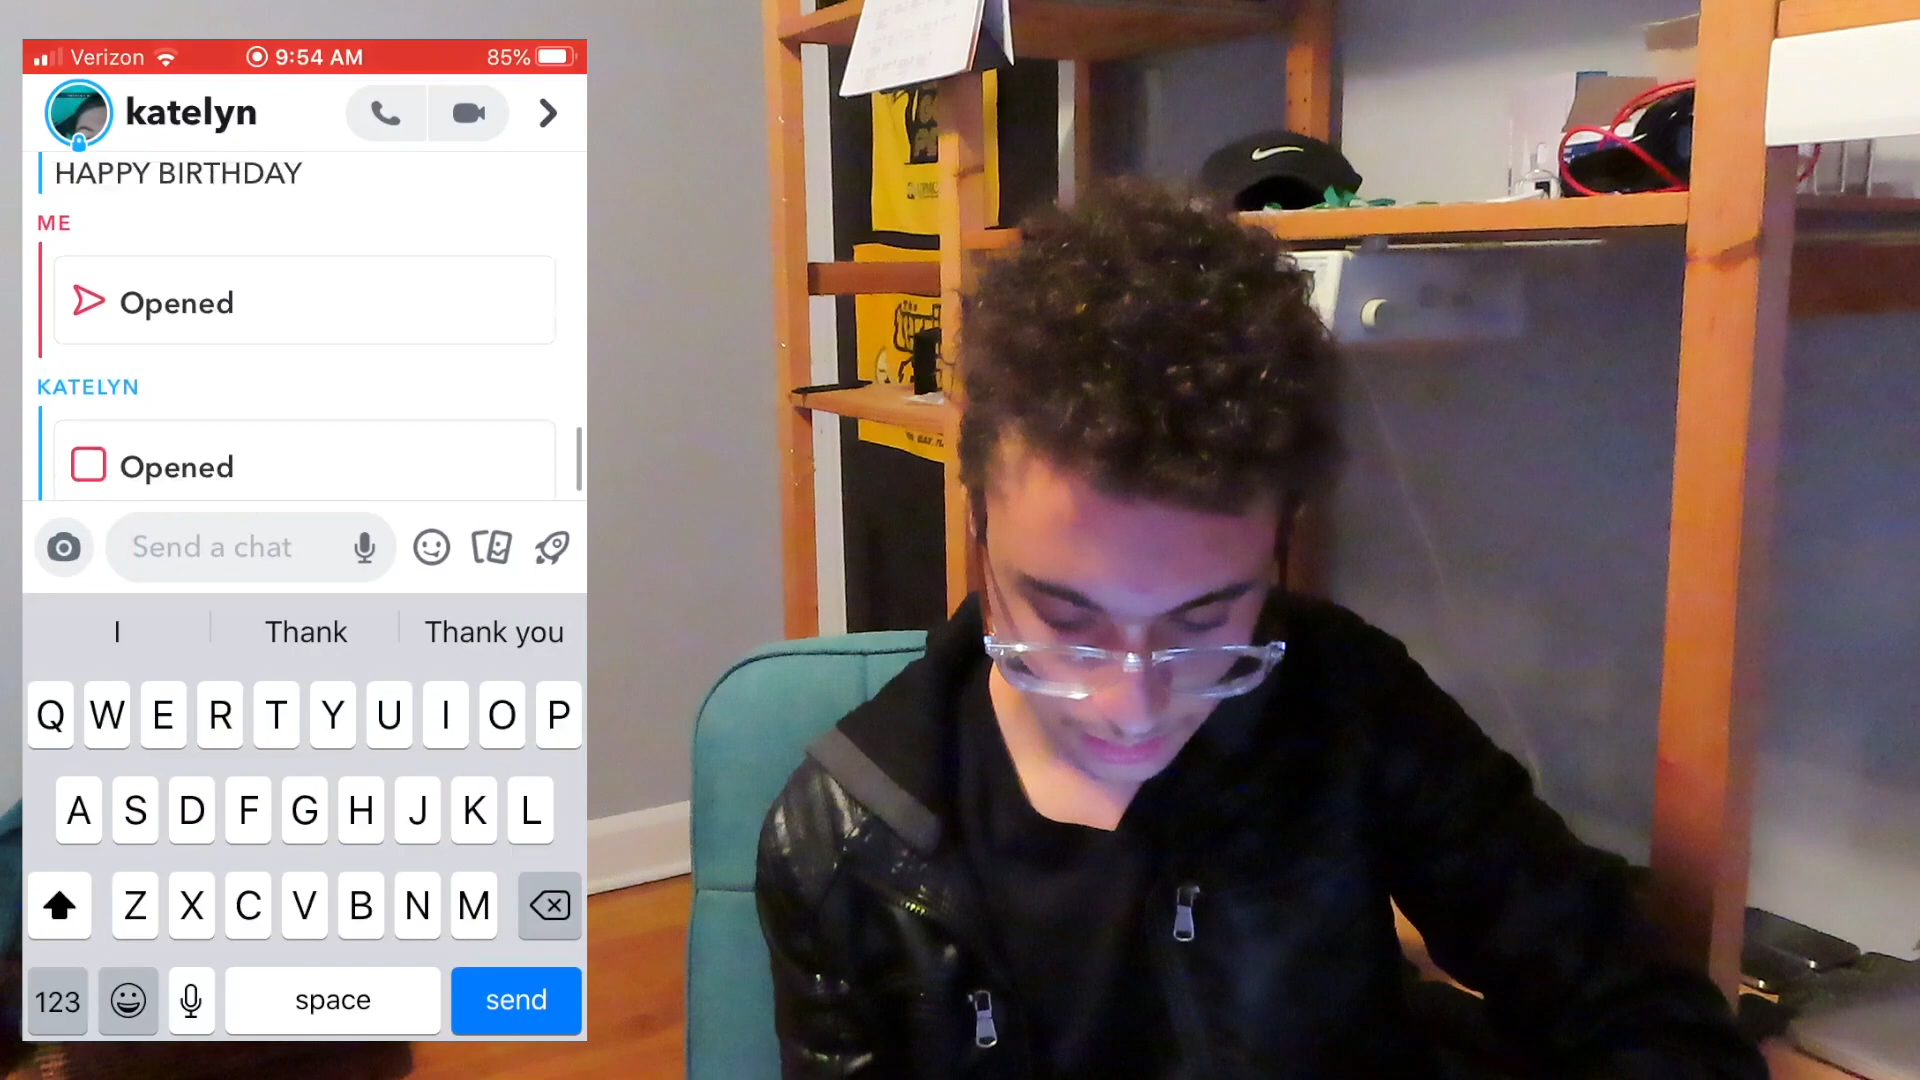 Verizon 9:54 AM 85%
katelyn
HAPPY BIRTHDAY
ME
Opened
KATELYN
Opened
Send a chat
I Thank Thank you
Q W E R T Y U I O P
A S D F G H J K L
Z X C V B N M
123 space send